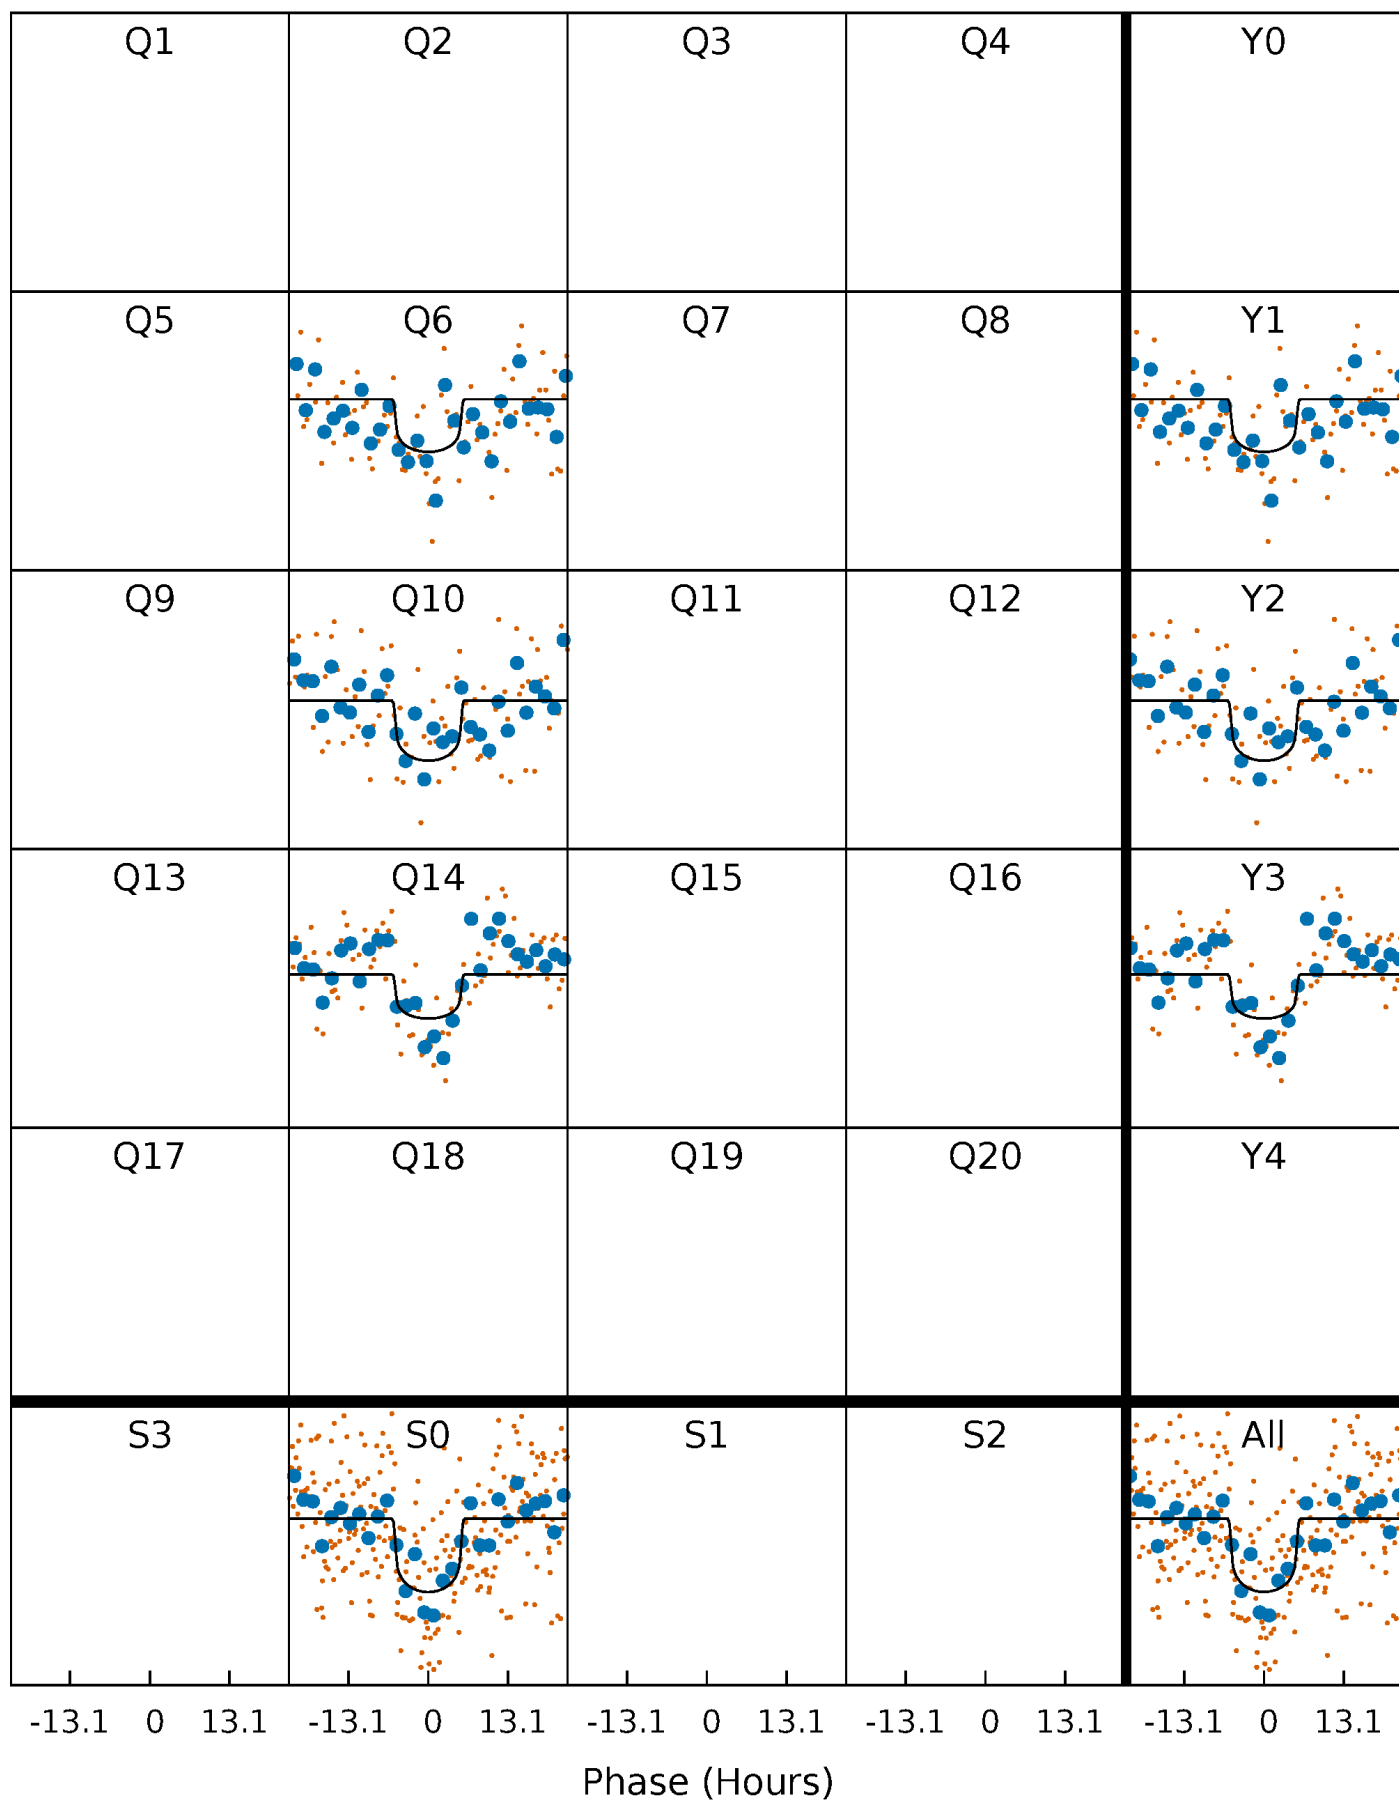 Q1 Q2 Q3 Q4 Y0
Q5 Q6 Q7 Q8 Y1
Q9 Q10 Q11 Q12 Y2
Q13 Q14 Q15 Q16 Y3
Q17 Q18 Q19 Q20 Y4
S3 S0 S1 S2 All
-13.1 0 13.1 -13.1 0 13.1 -13.1 0 13.1 -13.1 0 13.1 -13.1 0 13.1
Phase (Hours)